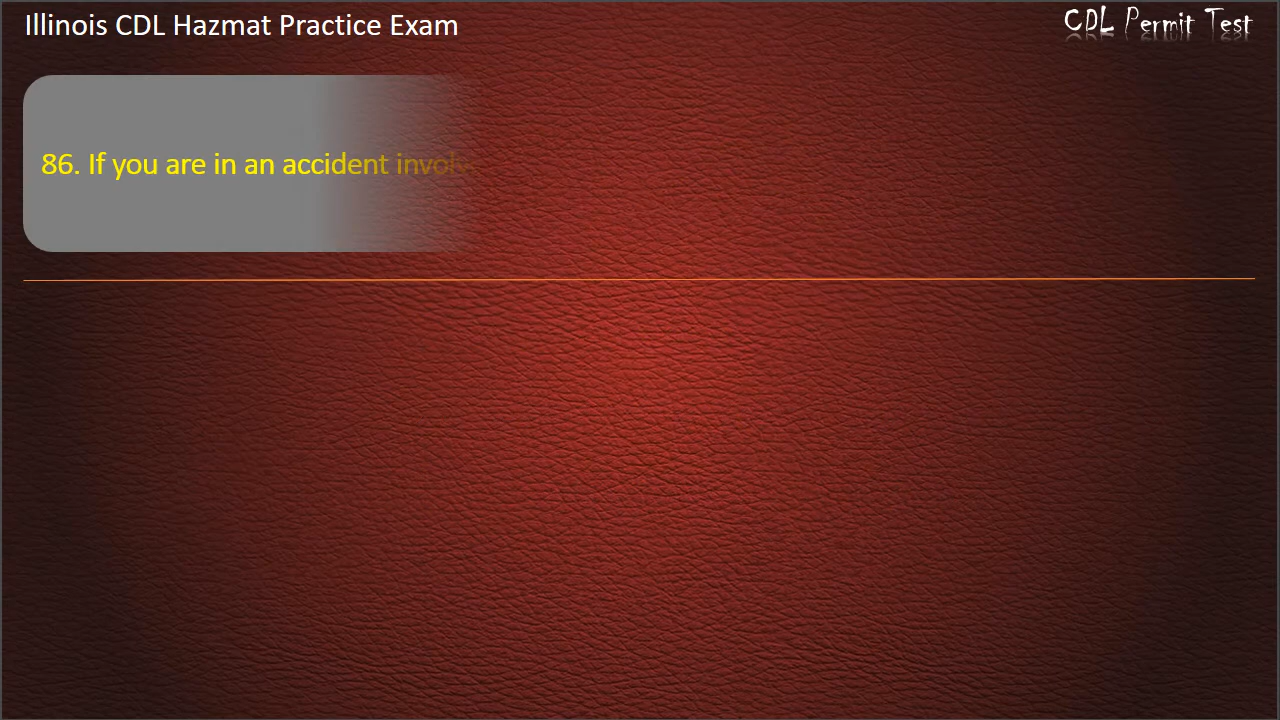 Illinois CDL Hazmat Practice Exam
CDL Permit Test
86. If you are in an accident